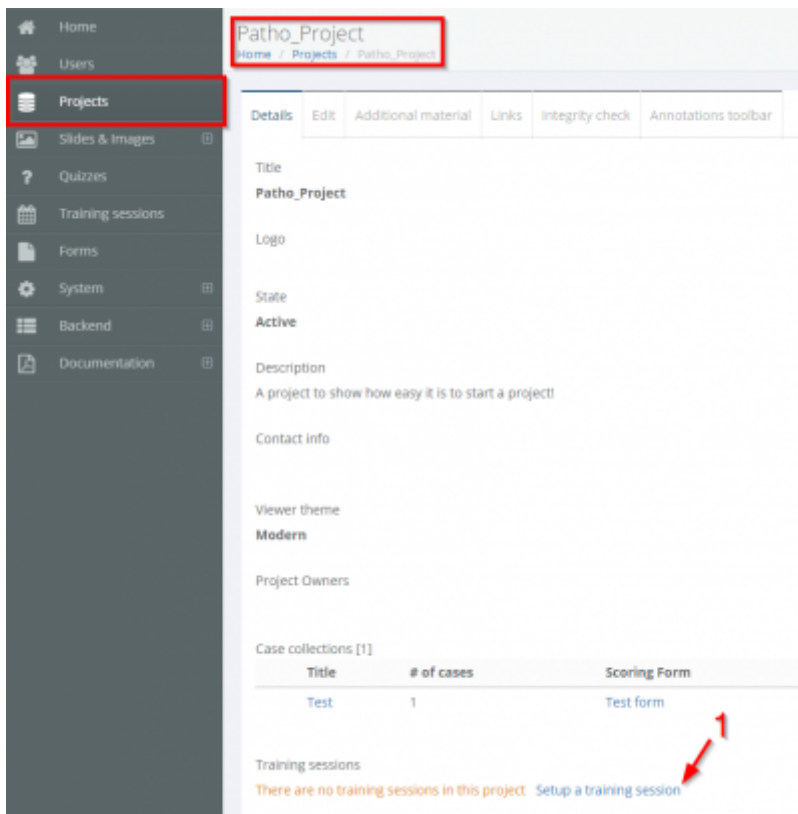 Home
Users
Projects
Slides & Images
Quizzes
Training sessions
Forms
System
Backend
Documentation
Patho_Project
Home / Projects / Patho_Project
Details Edit Additional material Links Integrity check Annotations toolbar
Title
Patho_Project
Logo
State
Active
Description
A project to show how easy it is to start a project!
Contact info
Viewer theme
Modern
Project Owners
Case collections [1]
Title # of cases Scoring Form
Test 1 Test form
1
Training sessions
There are no training sessions in this project Setup a training session